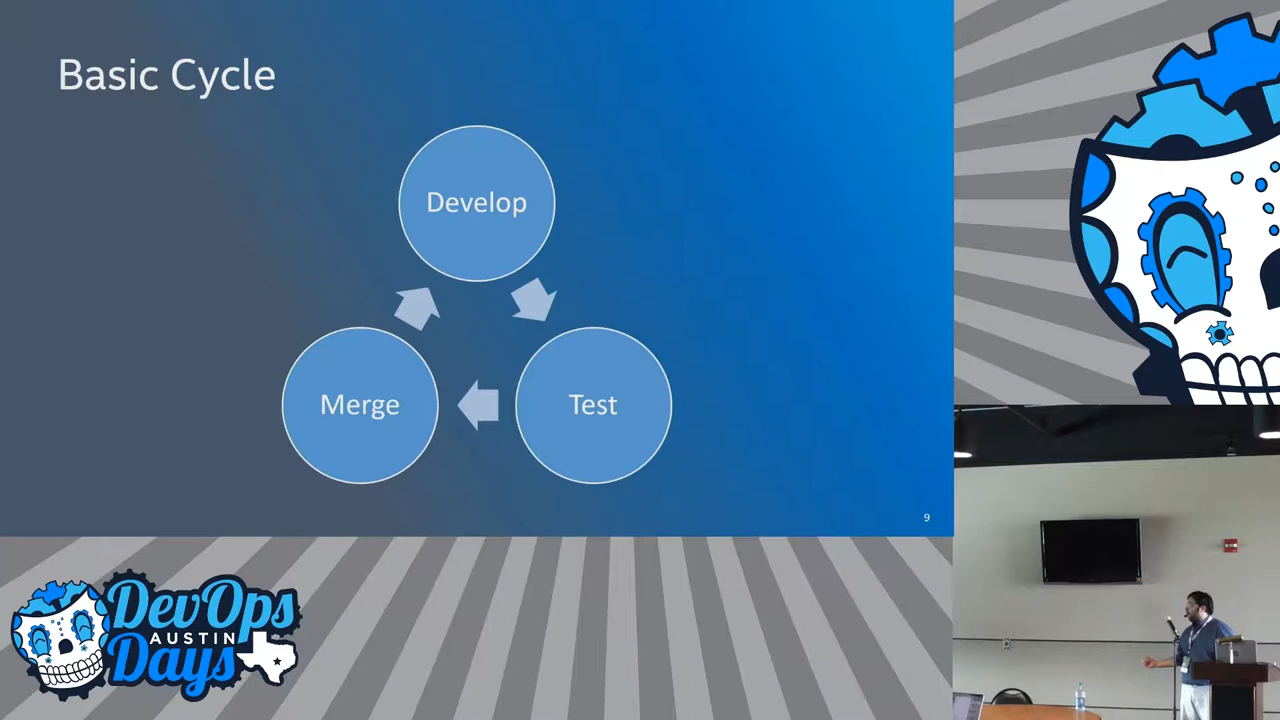 Basic Cycle
Develop
Merge
Test
9
DevOps
AUSTIN
Days